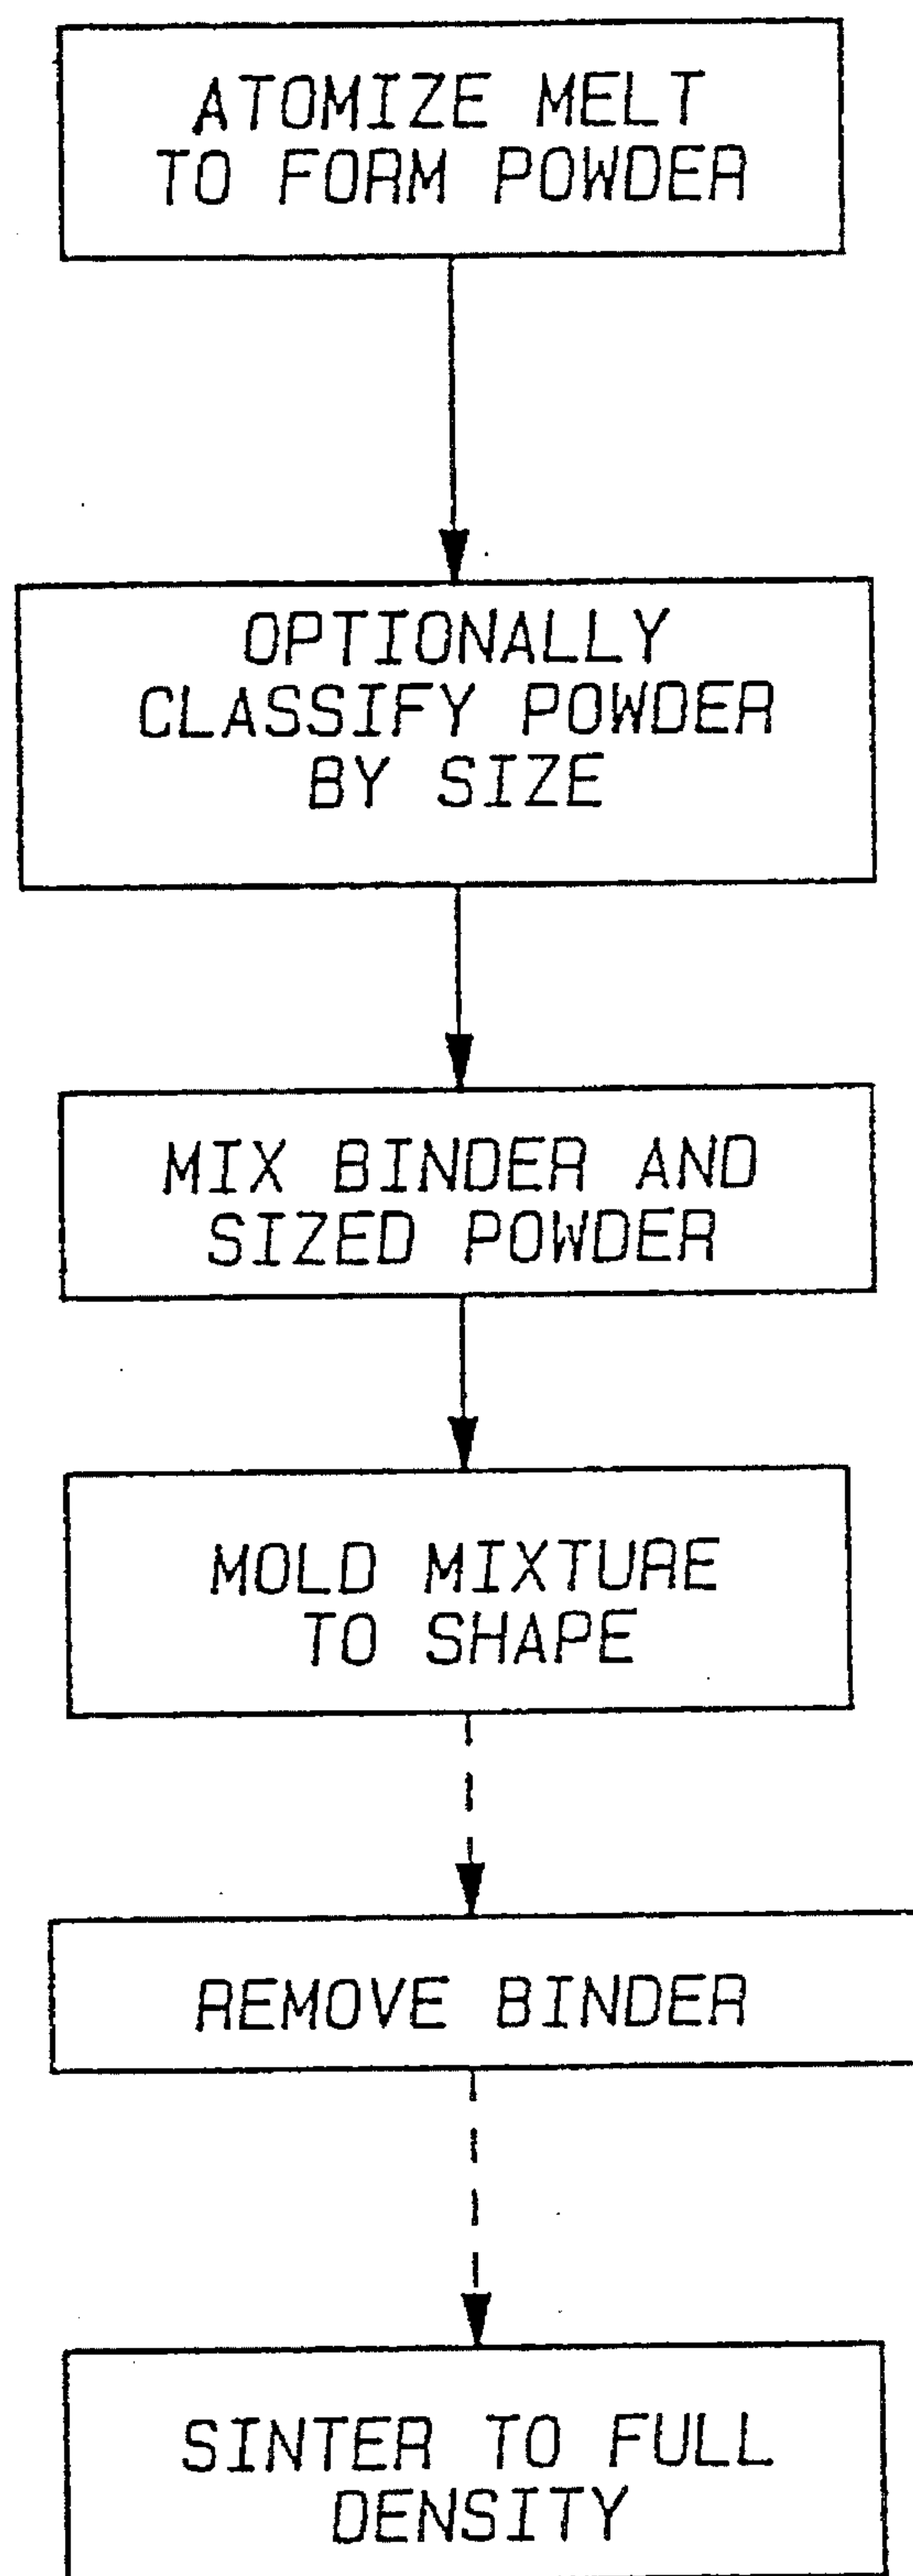 ATOMIZE MELT
TO FORM POWDER
OPTIONALLY
CLASSIFY POWDER
BY SIZE
MIX BINDER AND
SIZED POWDER
MOLD MIXTURE
TO SHAPE
REMOVE BINDER
SINTER TO FULL
DENSITY